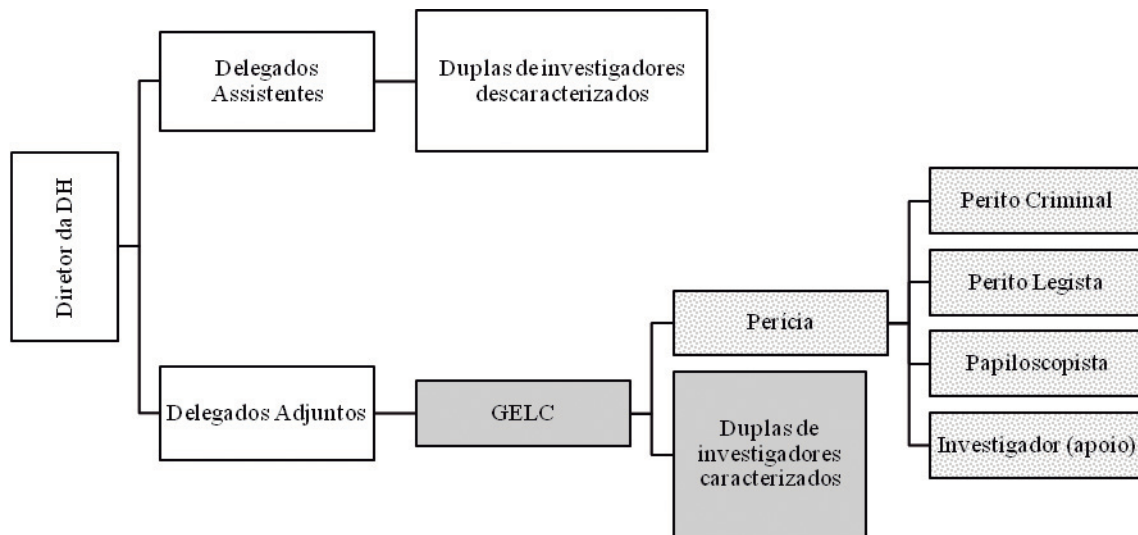 Diretor da DH
Delegados
Assistentes
Duplas de investigadores
descaracterizados
Delegados Adjuntos
GELC
Perícia
Duplas de
investigadores
caracterizados
Perito Criminal
Perito Legista
Papiloscopista
Investigador (apoio)